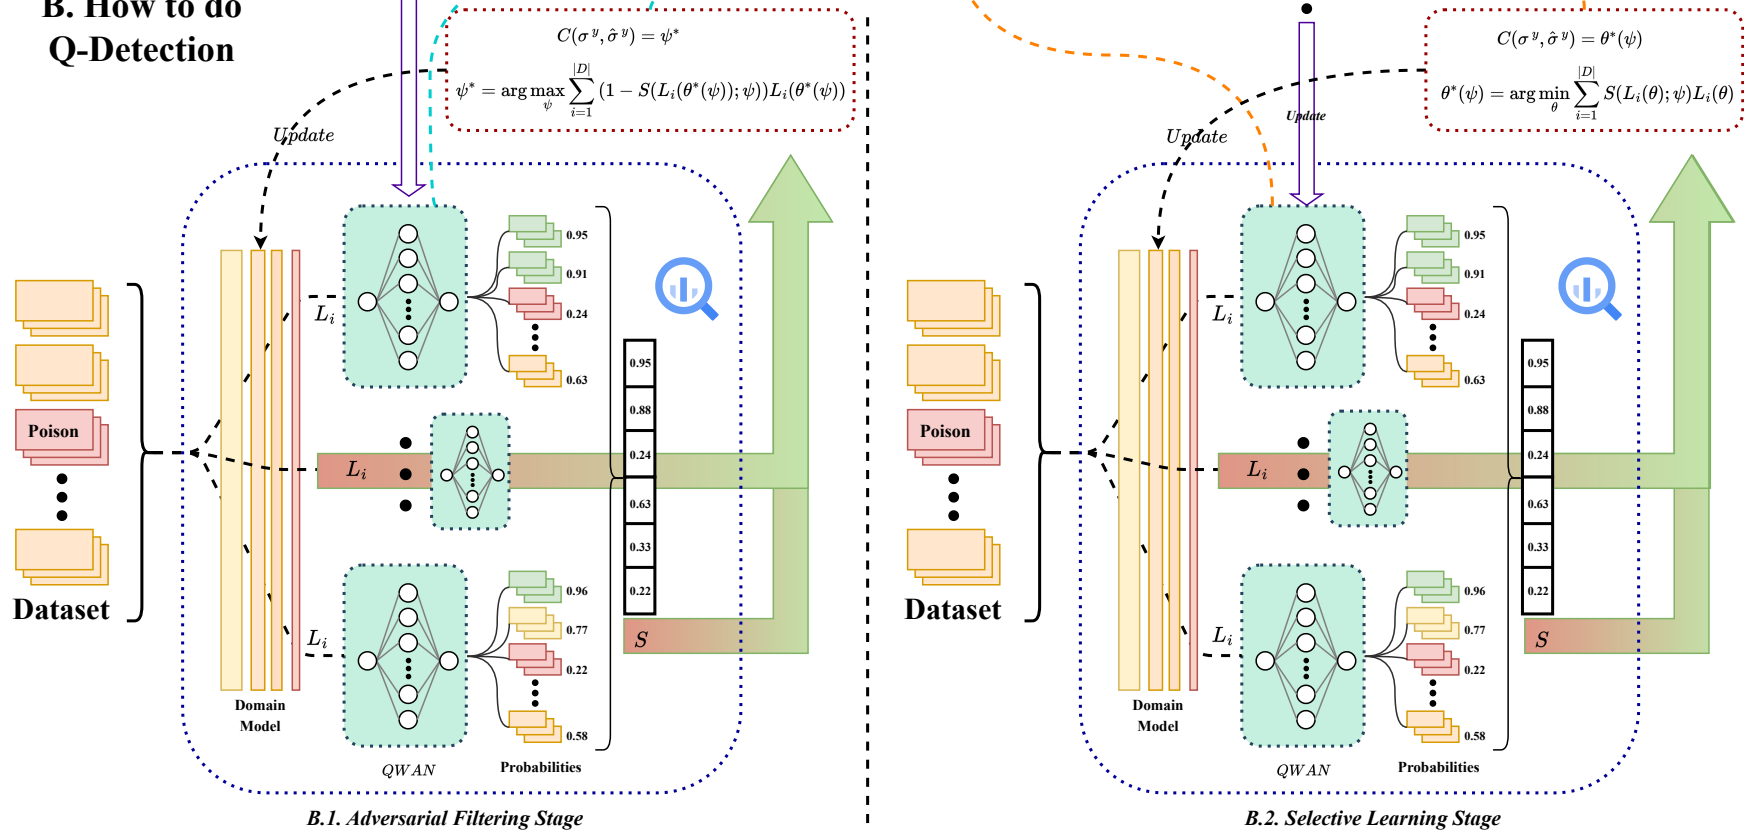 B. How to do
Q-Detection
C(σ^y, σ̂^y) = ψ*
ψ* = arg max_ψ ∑_{i=1}^{|D|} (1 − S(L_i(θ*(ψ)); ψ))L_i(θ*(ψ))
Update
L_i
0.95
0.91
0.24
0.63
Poison
Dataset
L_i
0.95
0.88
0.24
0.63
0.33
0.22
S
L_i
0.96
0.77
0.22
0.58
Domain
Model
QWAN
Probabilities
B.1. Adversarial Filtering Stage
C(σ^y, σ̂^y) = θ*(ψ)
θ*(ψ) = arg min_θ ∑_{i=1}^{|D|} S(L_i(θ); ψ)L_i(θ)
Update
Update
L_i
0.95
0.91
0.24
0.63
Poison
Dataset
L_i
0.95
0.88
0.24
0.63
0.33
0.22
S
L_i
0.96
0.77
0.22
0.58
Domain
Model
QWAN
Probabilities
B.2. Selective Learning Stage